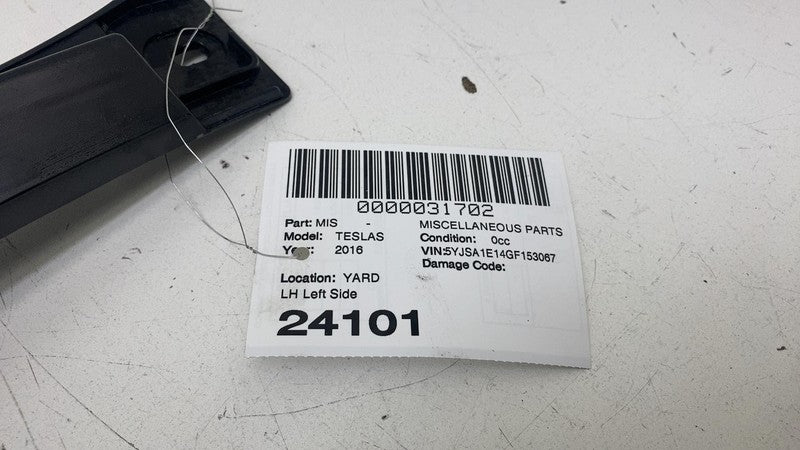 0000031702
Part: MIS - MISCELLANEOUS PARTS
Model: TESLAS Condition: 0cc
Year: 2016 VIN:5YJSA1E14GF153067
Damage Code:
Location: YARD
LH Left Side
24101